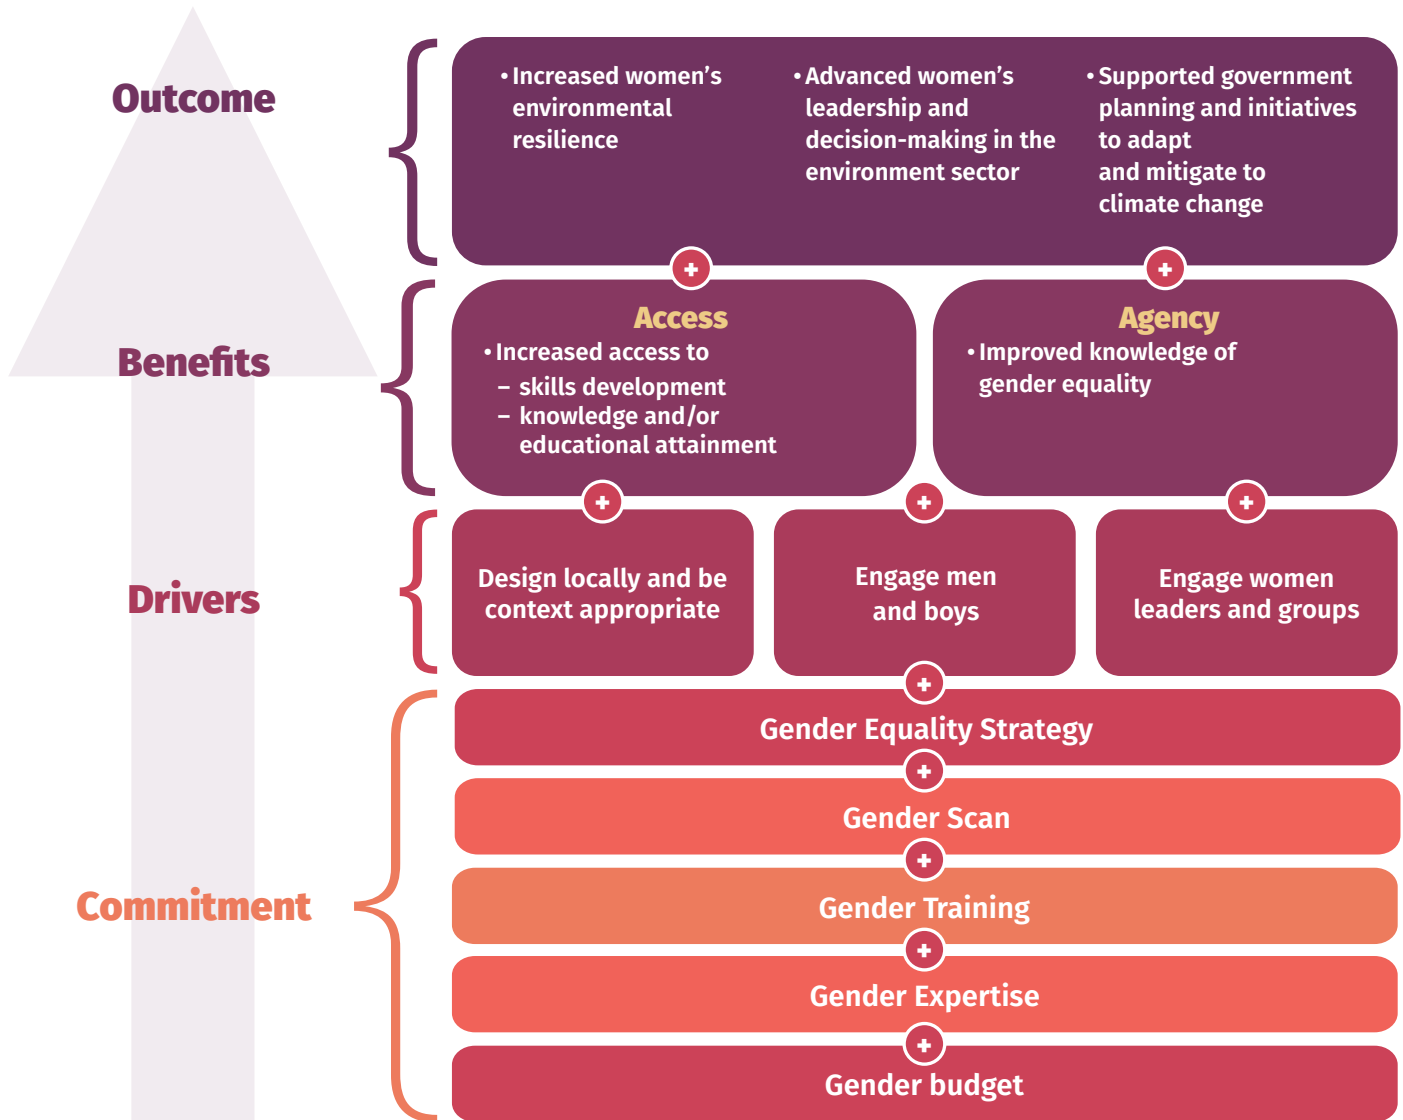 Outcome
• Increased women’s
environmental
resilience
• Advanced women’s
leadership and
decision-making in the
environment sector
• Supported government
planning and initiatives
to adapt
and mitigate to
climate change
+
+
Benefits
Access
• Increased access to
– skills development
– knowledge and/or
educational attainment
Agency
• Improved knowledge of
gender equality
+
+
+
Drivers
Design locally and be
context appropriate
Engage men
and boys
Engage women
leaders and groups
+
Commitment
Gender Equality Strategy
+
Gender Scan
+
Gender Training
+
Gender Expertise
+
Gender budget